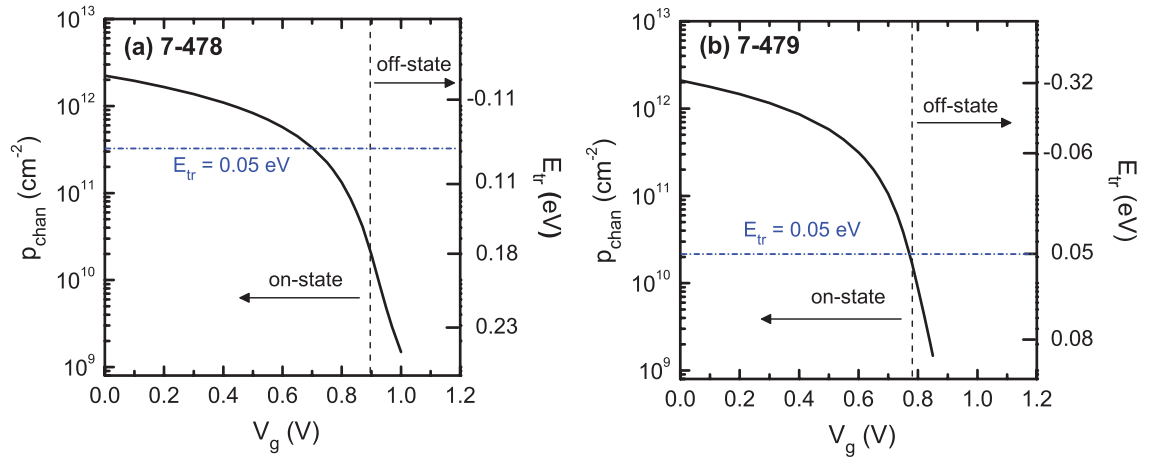 (a) 7-478
p_chan (cm^-2)
10^13
10^12
10^11
10^10
10^9
off-state
E_tr = 0.05 eV
on-state
-0.11
0.11
0.18
0.23
E_tr (eV)
0.0 0.2 0.4 0.6 0.8 1.0 1.2
V_g (V)
(b) 7-479
p_chan (cm^-2)
10^13
10^12
10^11
10^10
10^9
off-state
E_tr = 0.05 eV
on-state
-0.32
-0.06
0.05
0.08
E_tr (eV)
0.0 0.2 0.4 0.6 0.8 1.0 1.2
V_g (V)